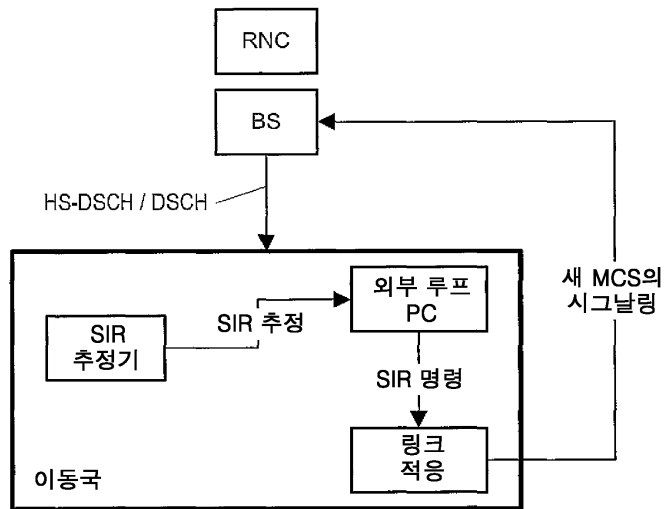 RNC
BS
HS-DSCH / DSCH
새 MCS의
시그날링
외부 루프
PC
SIR 추정
SIR
추정기
SIR 명령
링크
적응
이동국